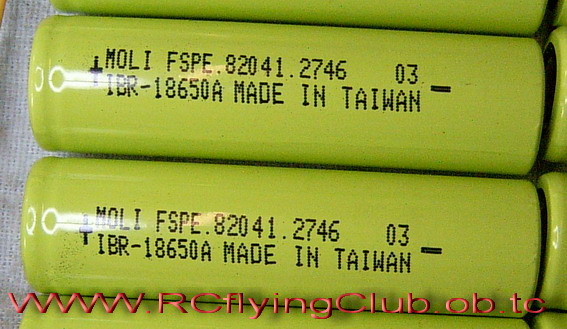 MOLI FSPE.82041.2746 03
IBR-18650A MADE IN TAIWAN
MOLI FSPE.82041.2746 03
IBR-18650A MADE IN TAIWAN
WWW.RCflyingClub.ob.tc